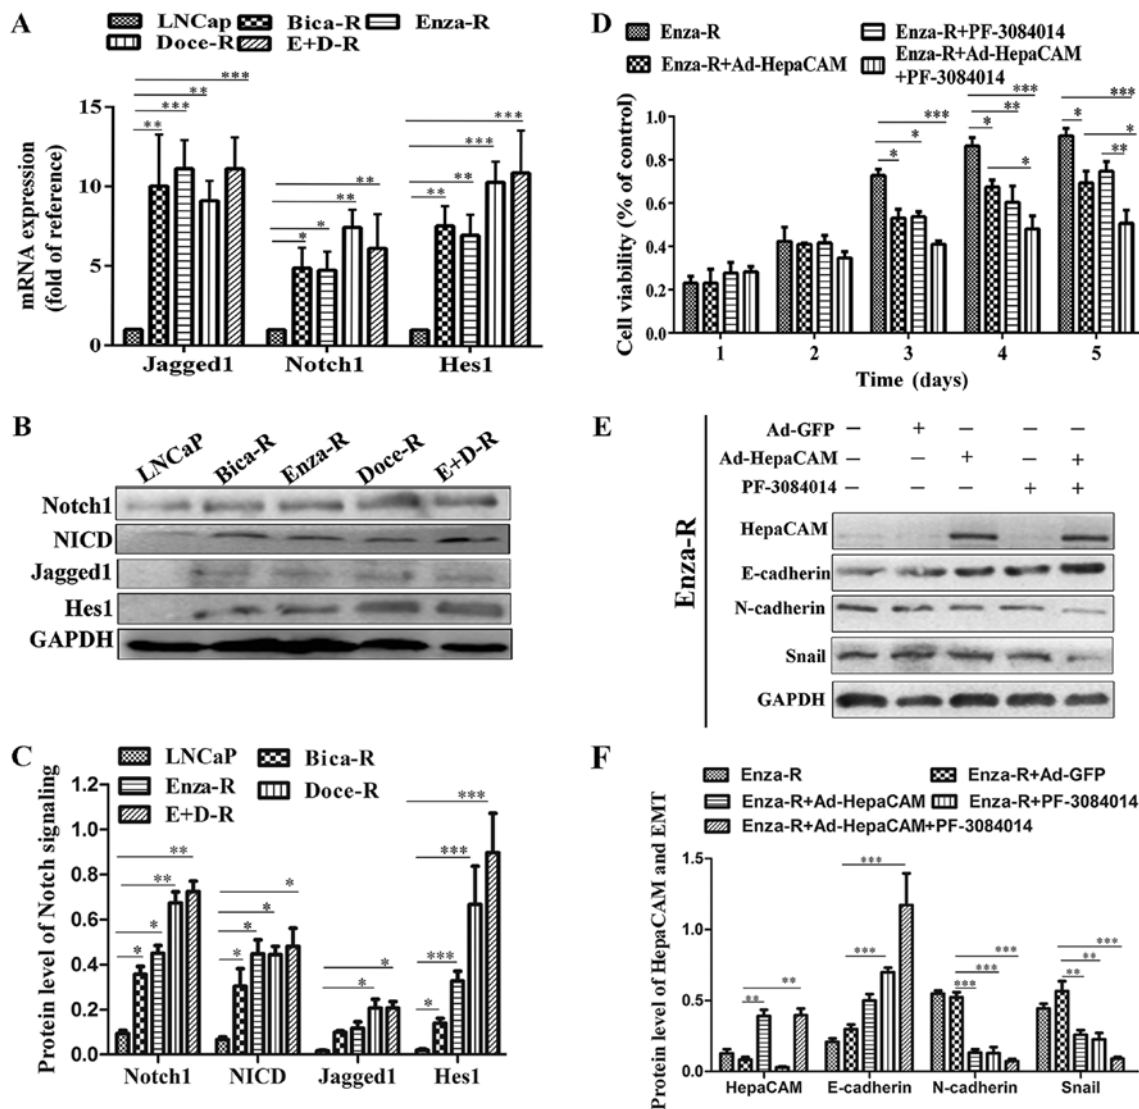 A
LNCap Bica-R Enza-R
Doce-R E+D-R
mRNA expression
(fold of reference)
15
10
5
0
***
**
***
**
**
**
*
*
***
***
**
**
Jagged1 Notch1 Hes1
B
LNCaP Bica-R Enza-R Doce-R E+D-R
Notch1
NICD
Jagged1
Hes1
GAPDH
C
LNCaP Bica-R
Enza-R Doce-R
E+D-R
Protein level of Notch signaling
1.2
1.0
0.8
0.6
0.4
0.2
0.0
**
**
*
*
*
*
*
*
*
*
***
***
***
*
Notch1 NICD Jagged1 Hes1
D
Enza-R Enza-R+PF-3084014
Enza-R+Ad-HepaCAM Enza-R+Ad-HepaCAM
+PF-3084014
Cell viability (% of control)
1.0
0.8
0.6
0.4
0.2
0.0
***
*
*
***
**
*
*
***
*
*
**
1 2 3 4 5
Time (days)
E
Enza-R
Ad-GFP — + — — —
Ad-HepaCAM — — + — +
PF-3084014 — — — + +
HepaCAM
E-cadherin
N-cadherin
Snail
GAPDH
F
Enza-R Enza-R+Ad-GFP
Enza-R+Ad-HepaCAM Enza-R+PF-3084014
Enza-R+Ad-HepaCAM+PF-3084014
Protein level of HepaCAM and EMT
1.5
1.0
0.5
0.0
**
**
***
***
***
***
***
***
**
**
HepaCAM E-cadherin N-cadherin Snail